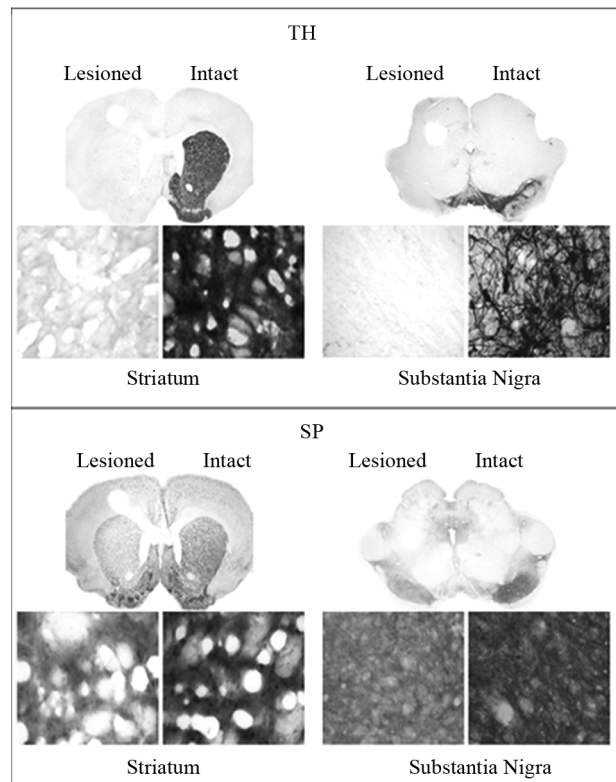 TH
Lesioned Intact Lesioned Intact
Striatum Substantia Nigra
SP
Lesioned Intact Lesioned Intact
Striatum Substantia Nigra